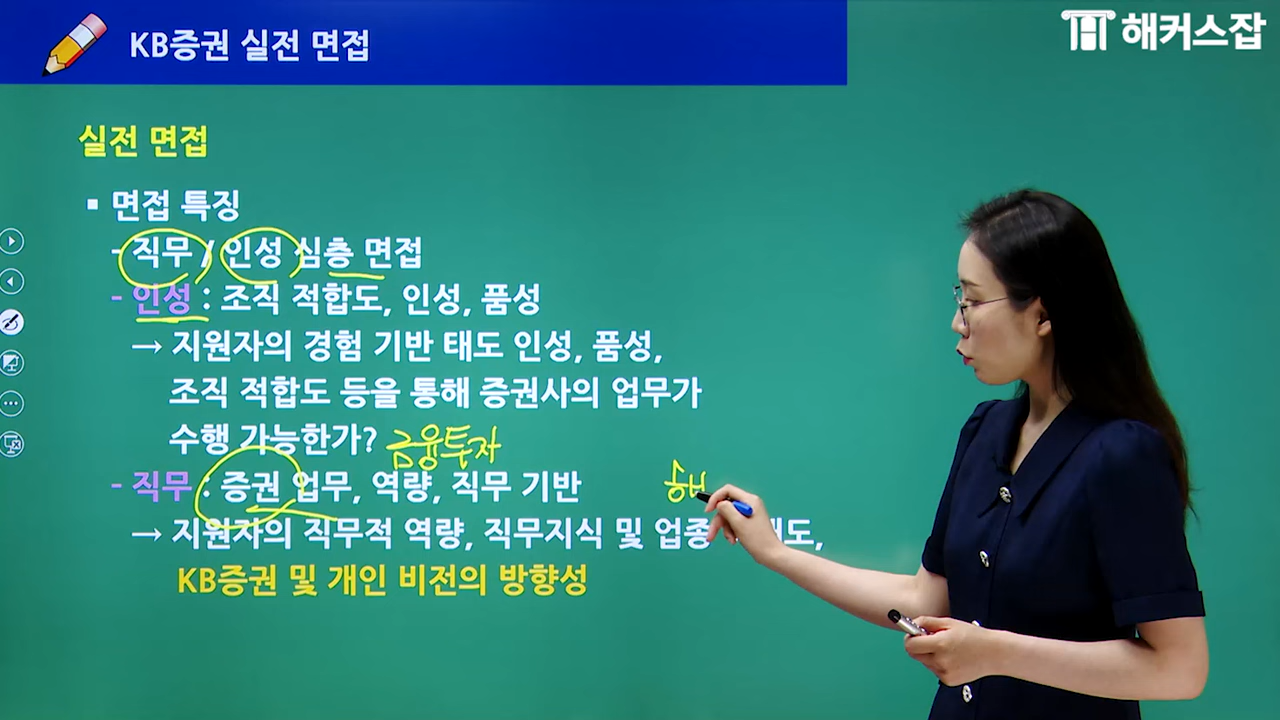 KB증권 실전 면접
해커스잡
실전 면접
▪ 면접 특징
- 직무 / 인성 심층 면접
- 인성 : 조직 적합도, 인성, 품성
→ 지원자의 경험 기반 태도 인성, 품성,
조직 적합도 등을 통해 증권사의 업무가
수행 가능한가? 금융투자
- 직무 : 증권 업무, 역량, 직무 기반
→ 지원자의 직무적 역량, 직무지식 및 업종
KB증권 및 개인 비전의 방향성